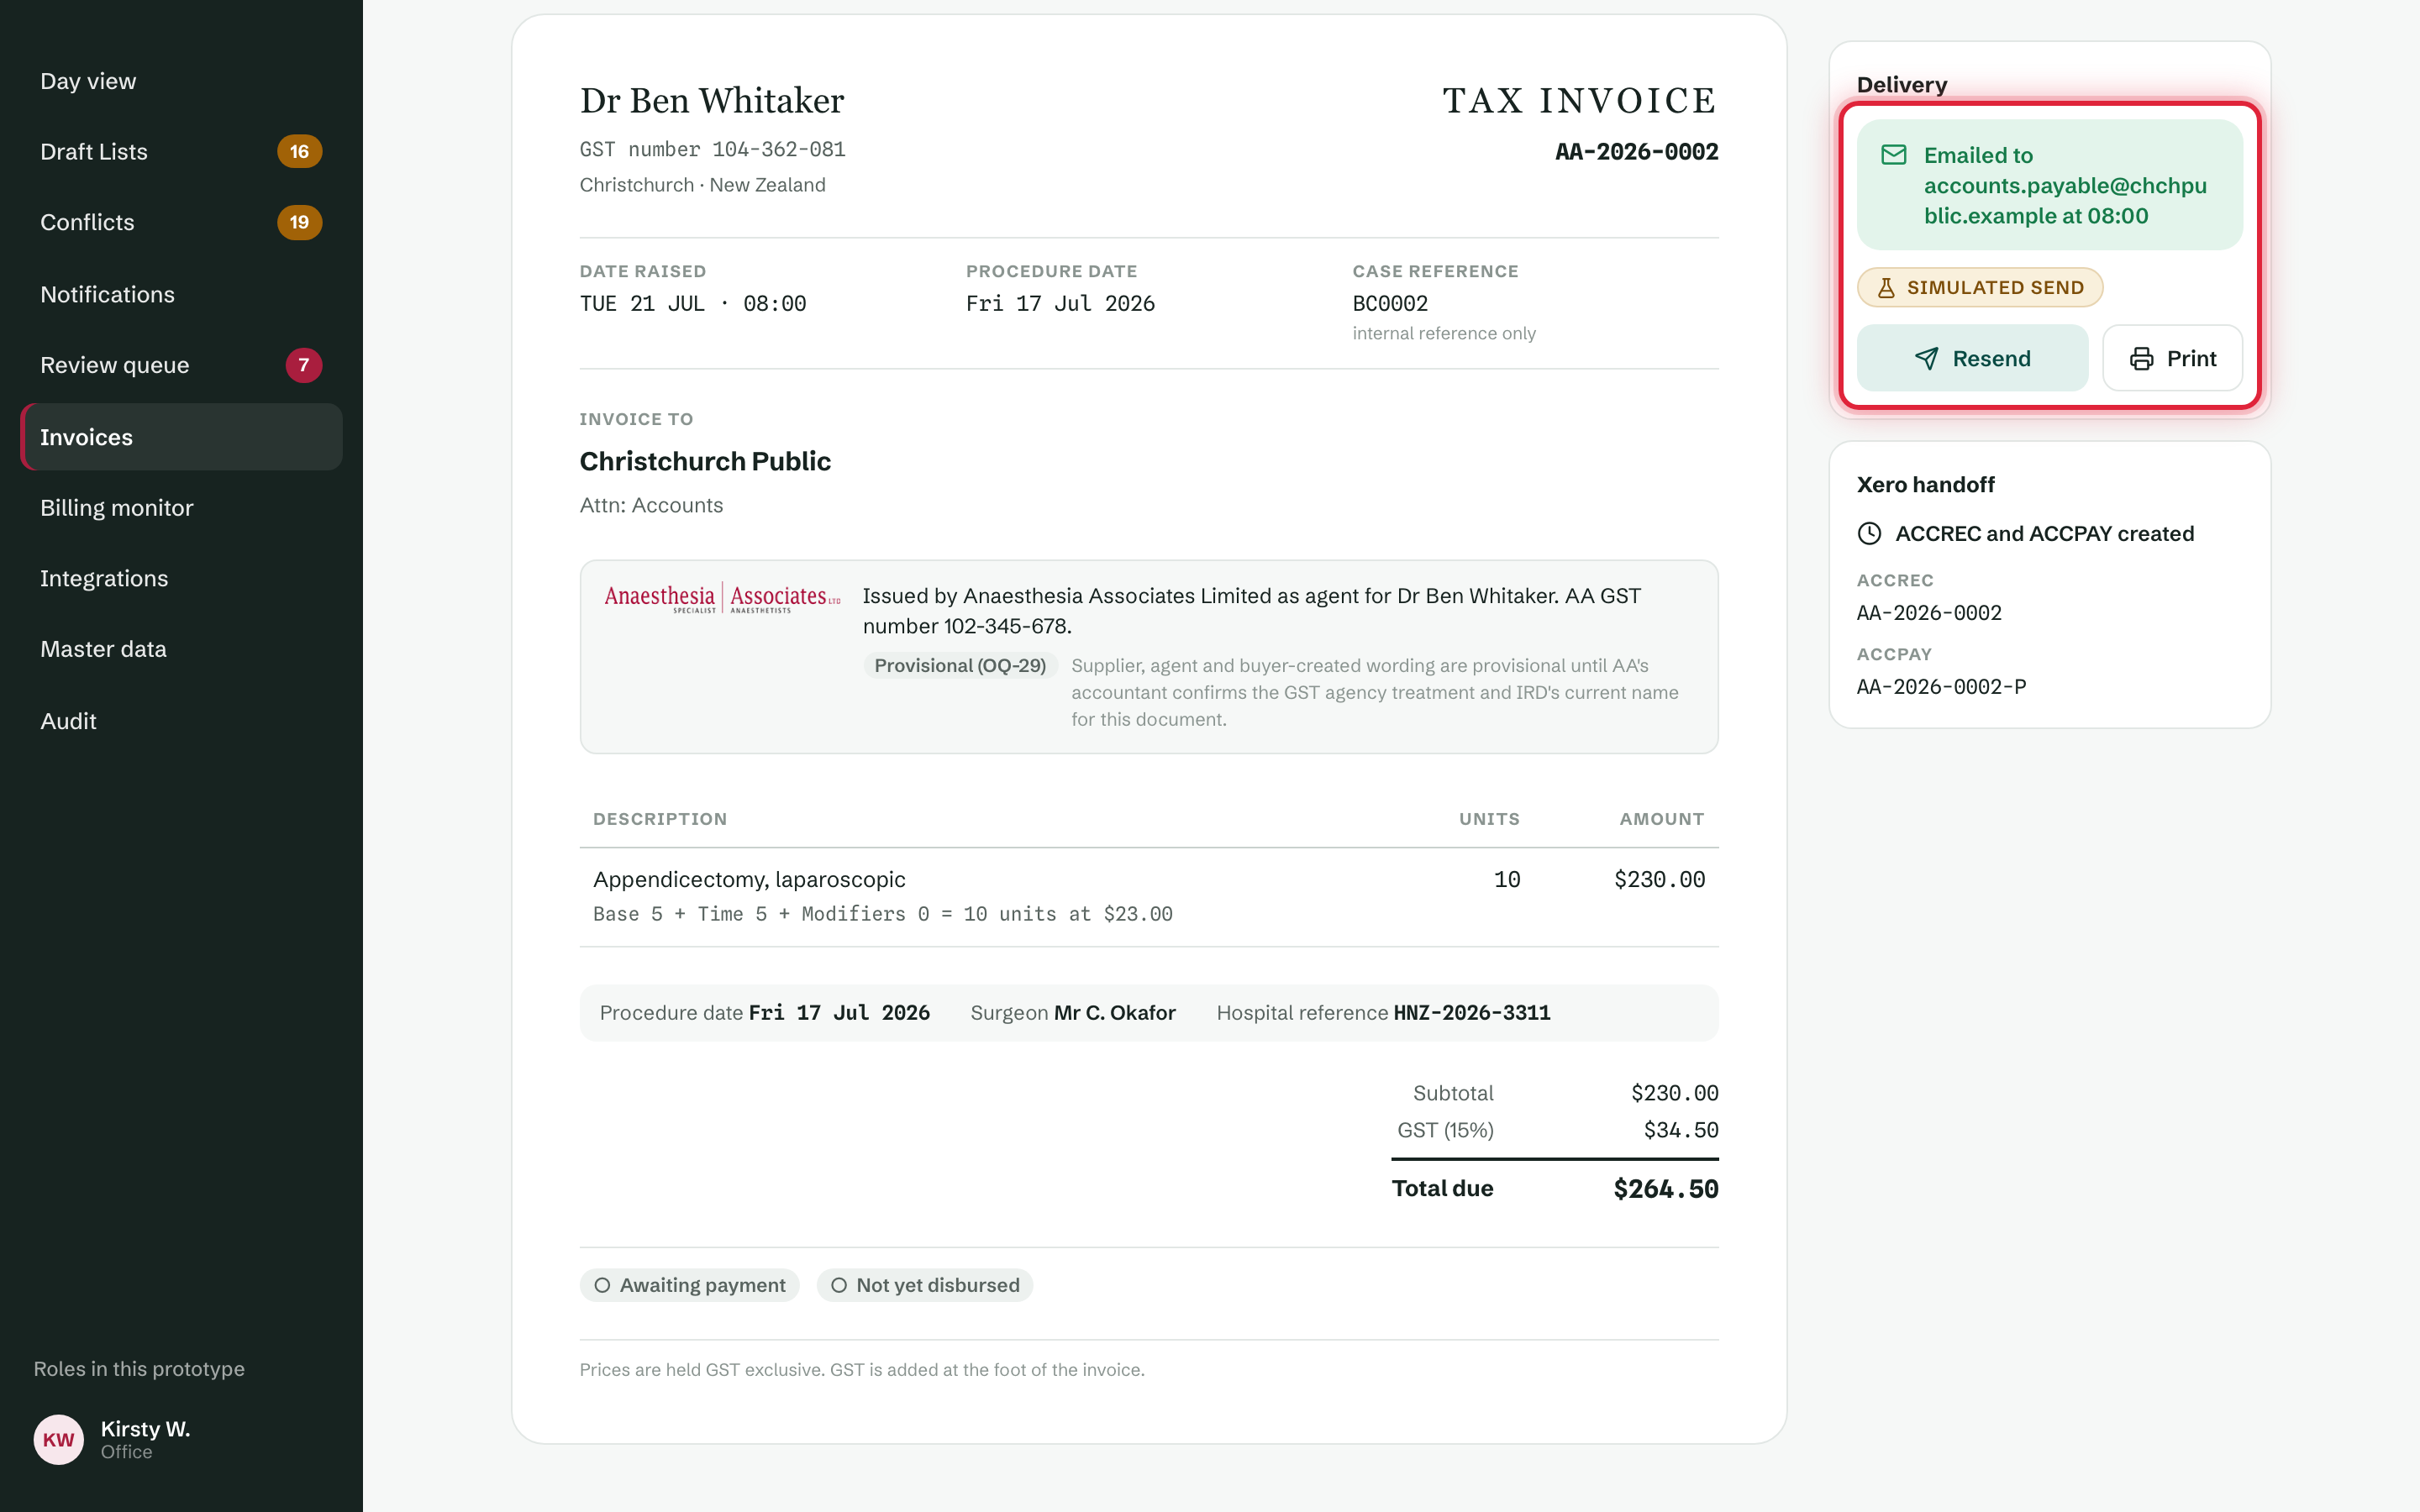 Day view
Draft Lists 16
Conflicts 19
Notifications
Review queue 7
Invoices
Billing monitor
Integrations
Master data
Audit
Roles in this prototype
KW
Kirsty W.
Office
Dr Ben Whitaker
GST number 104-362-081
Christchurch · New Zealand
TAX INVOICE
AA-2026-0002
DATE RAISED
TUE 21 JUL · 08:00
PROCEDURE DATE
Fri 17 Jul 2026
CASE REFERENCE
BC0002
internal reference only
INVOICE TO
Christchurch Public
Attn: Accounts
Anaesthesia Associates LTD
SPECIALIST ANAESTHETISTS
Issued by Anaesthesia Associates Limited as agent for Dr Ben Whitaker. AA GST
number 102-345-678.
Provisional (OQ-29)
Supplier, agent and buyer-created wording are provisional until AA's
accountant confirms the GST agency treatment and IRD's current name
for this document.
DESCRIPTION UNITS AMOUNT
Appendicectomy, laparoscopic 10 $230.00
Base 5 + Time 5 + Modifiers 0 = 10 units at $23.00
Procedure date Fri 17 Jul 2026 Surgeon Mr C. Okafor Hospital reference HNZ-2026-3311
Subtotal $230.00
GST (15%) $34.50
Total due $264.50
Awaiting payment Not yet disbursed
Prices are held GST exclusive. GST is added at the foot of the invoice.
Delivery
Emailed to
accounts.payable@chchpu
blic.example at 08:00
SIMULATED SEND
Resend Print
Xero handoff
ACCREC and ACCPAY created
ACCREC
AA-2026-0002
ACCPAY
AA-2026-0002-P